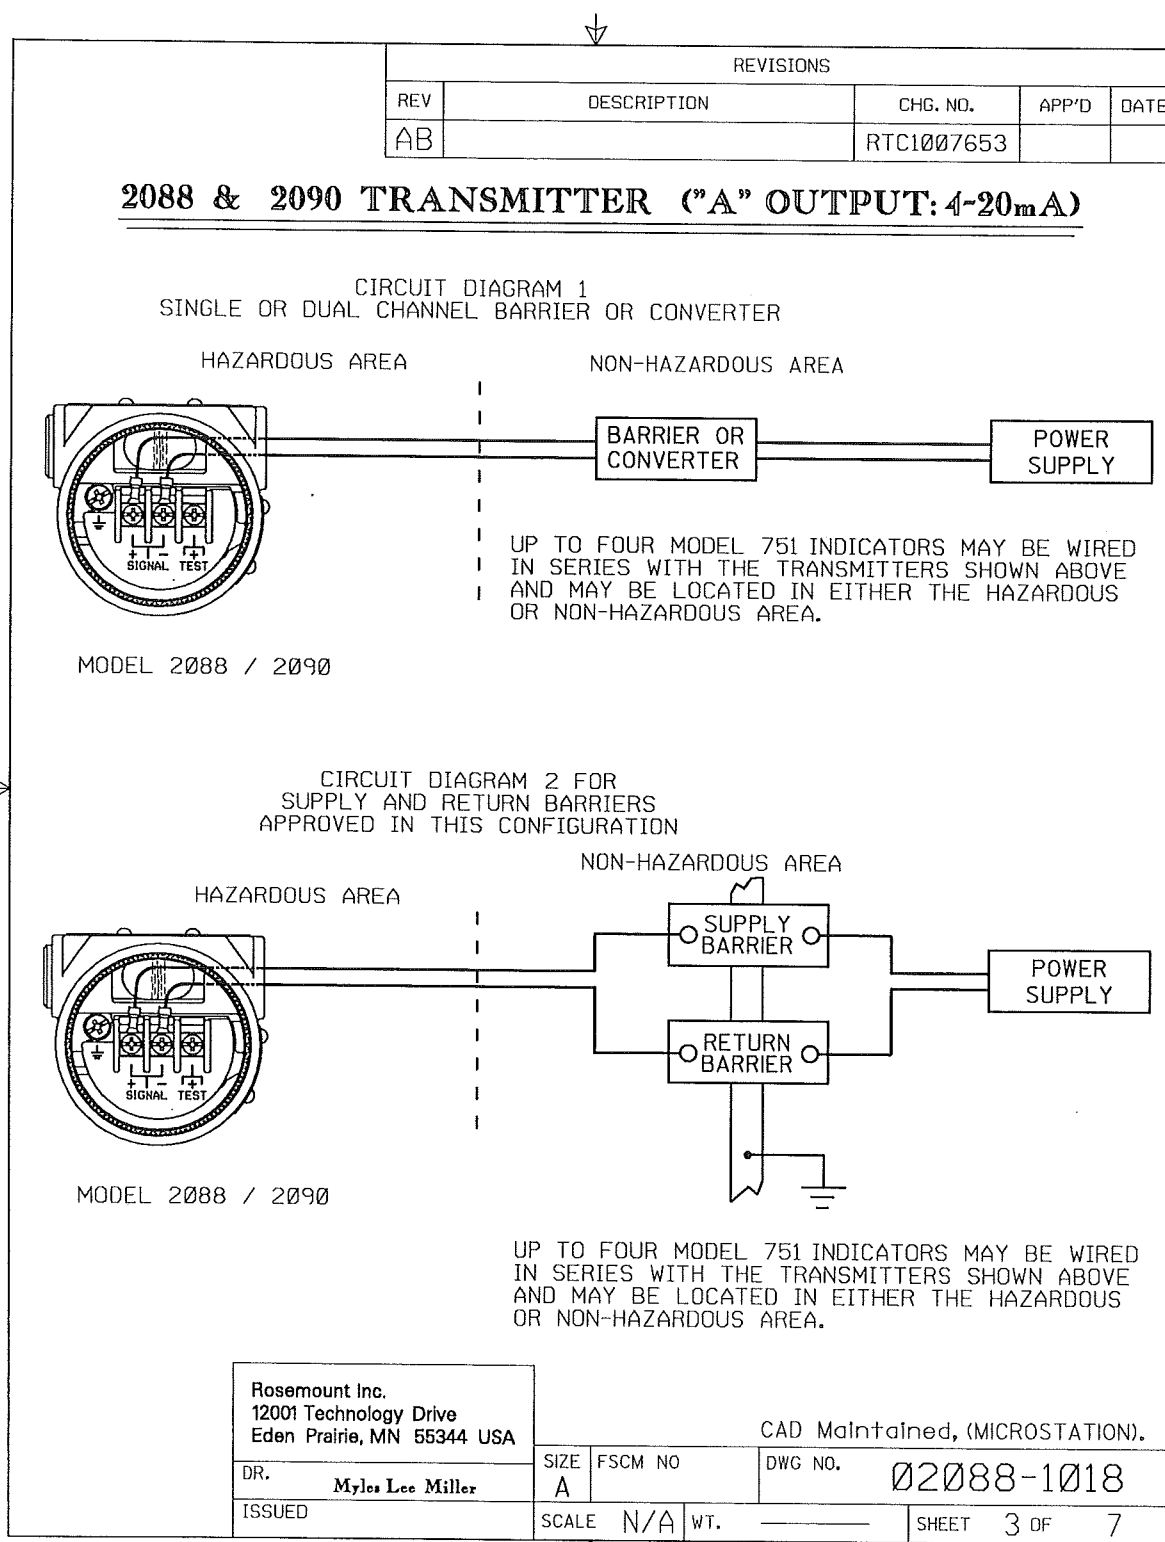 REVISIONS
REV DESCRIPTION CHG. NO. APP'D DATE
AB RTC1007653
2088 & 2090 TRANSMITTER ("A" OUTPUT: 4-20mA)
CIRCUIT DIAGRAM 1
SINGLE OR DUAL CHANNEL BARRIER OR CONVERTER
HAZARDOUS AREA NON-HAZARDOUS AREA
BARRIER OR
CONVERTER
POWER
SUPPLY
+ − +
SIGNAL TEST
UP TO FOUR MODEL 751 INDICATORS MAY BE WIRED
IN SERIES WITH THE TRANSMITTERS SHOWN ABOVE
AND MAY BE LOCATED IN EITHER THE HAZARDOUS
OR NON-HAZARDOUS AREA.
MODEL 2088 / 2090
CIRCUIT DIAGRAM 2 FOR
SUPPLY AND RETURN BARRIERS
APPROVED IN THIS CONFIGURATION
NON-HAZARDOUS AREA
HAZARDOUS AREA
SUPPLY
BARRIER
POWER
SUPPLY
RETURN
BARRIER
+ − +
SIGNAL TEST
MODEL 2088 / 2090
UP TO FOUR MODEL 751 INDICATORS MAY BE WIRED
IN SERIES WITH THE TRANSMITTERS SHOWN ABOVE
AND MAY BE LOCATED IN EITHER THE HAZARDOUS
OR NON-HAZARDOUS AREA.
Rosemount Inc.
12001 Technology Drive
Eden Prairie, MN 55344 USA
CAD Maintained, (MICROSTATION).
DR. Myles Lee Miller
ISSUED
SIZE A FSCM NO DWG NO. 02088-1018
SCALE N/A WT. ——— SHEET 3 OF 7